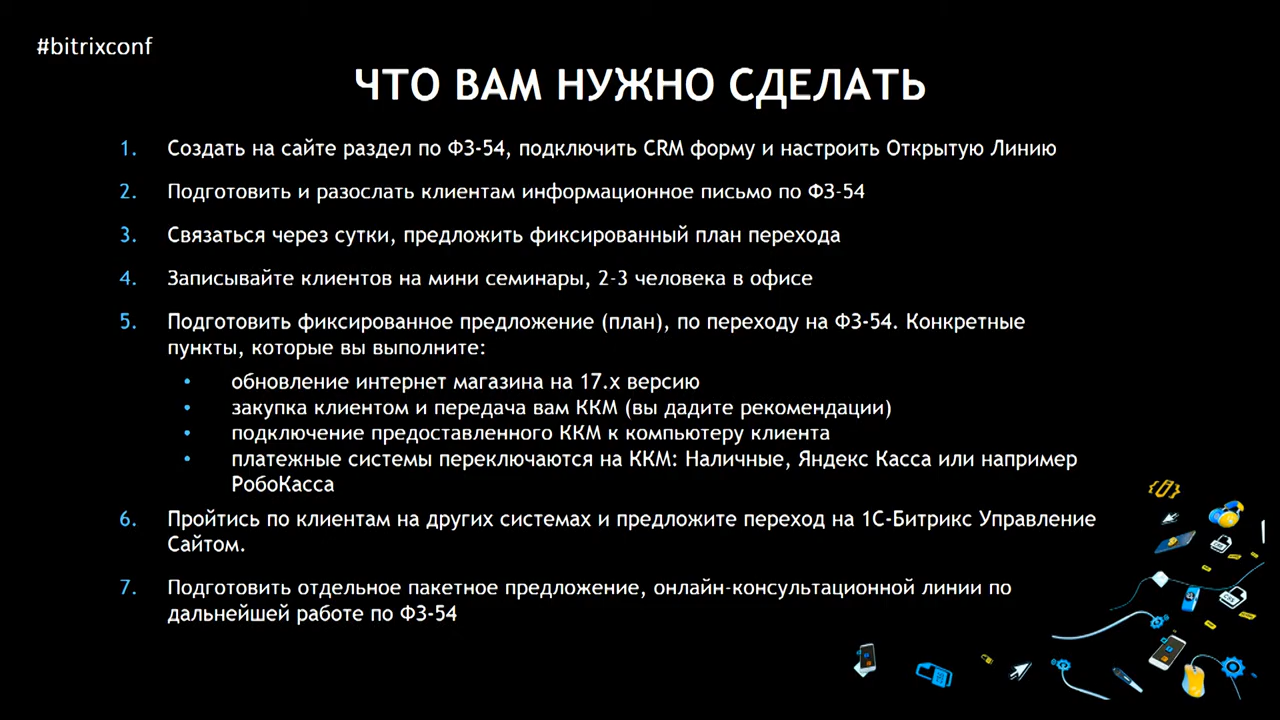 #bitrixconf
ЧТО ВАМ НУЖНО СДЕЛАТЬ
1. Создать на сайте раздел по ФЗ-54, подключить CRM форму и настроить Открытую Линию
2. Подготовить и разослать клиентам информационное письмо по ФЗ-54
3. Связаться через сутки, предложить фиксированный план перехода
4. Записывайте клиентов на мини семинары, 2-3 человека в офисе
5. Подготовить фиксированное предложение (план), по переходу на ФЗ-54. Конкретные
пункты, которые вы выполните:
• обновление интернет магазина на 17.х версию
• закупка клиентом и передача вам ККМ (вы дадите рекомендации)
• подключение предоставленного ККМ к компьютеру клиента
• платежные системы переключаются на ККМ: Наличные, Яндекс Касса или например
РобоКасса
6. Пройтись по клиентам на других системах и предложите переход на 1С-Битрикс Управление
Сайтом.
7. Подготовить отдельное пакетное предложение, онлайн-консультационной линии по
дальнейшей работе по ФЗ-54